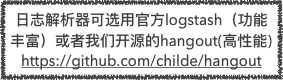 日志解析器可选用官方logstash（功能
丰富）或者我们开源的hangout(高性能)
https://github.com/childe/hangout